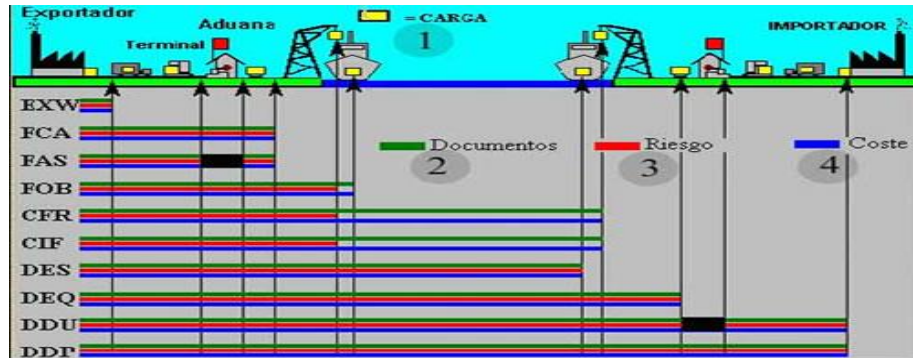 Exportador
Aduana
= CARGA
IMPORTADOR
Terminal
1
EXW
FCA
Documentos
Riesgo
Coste
FAS
2
3
4
FOB
CFR
CIF
DES
DEQ
DDU
DDP